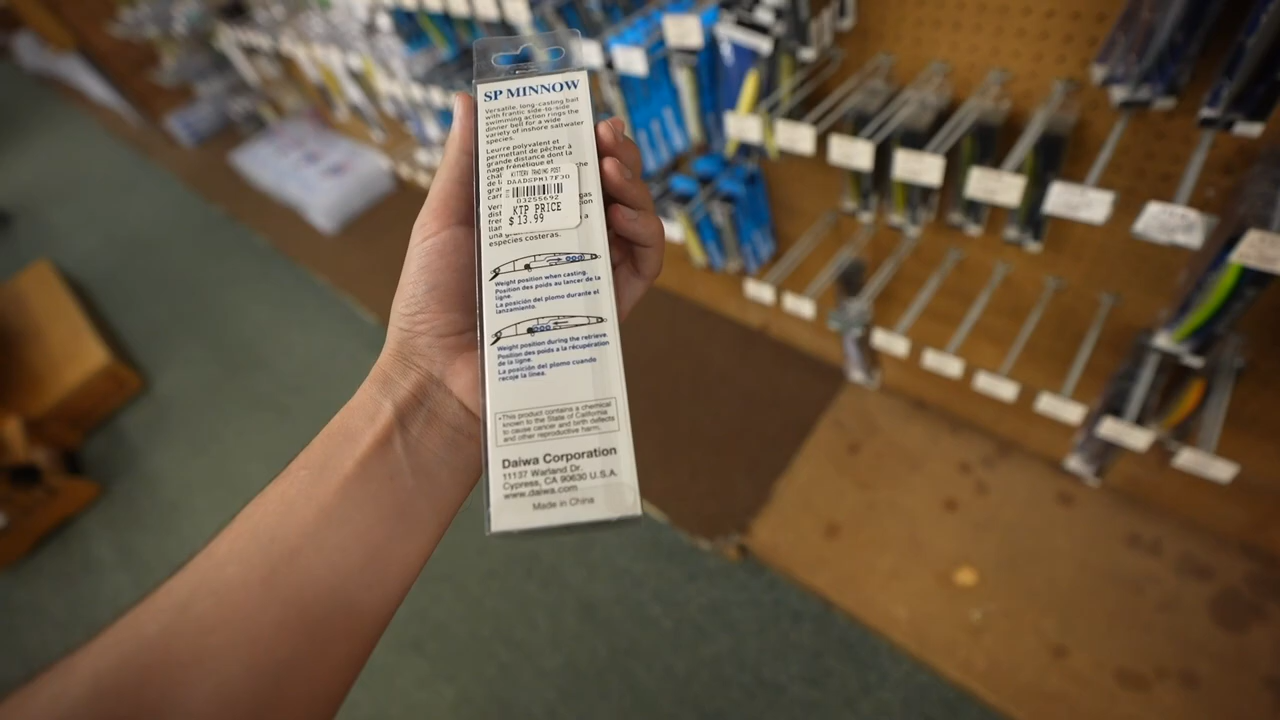 SP MINNOW
Versatile, long-casting bait
with frantic side-to-side
swimming action rings the
dinner bell for a wide
variety of inshore saltwater
species.
Leurre polyvalent et
permettant de pêcher à
grande distance dont la
nage frénétique et
KITTERY TRADING POST
DAADSPM17F30
03255692
KTP PRICE
$13.99
especies costeras.
Weight position when casting.
Position des poids au lancer de la
ligne.
La posición del plomo durante el
lanzamiento.
Weight position during the retrieve.
Position des poids a la récupération
de la ligne.
La posición del plomo cuando
recoje la línea.
•This product contains a chemical
known to the State of California
to cause cancer and birth defects
and other reproductive harm.
Daiwa Corporation
11137 Warland Dr.
Cypress, CA 90630 U.S.A.
www.daiwa.com
Made in China